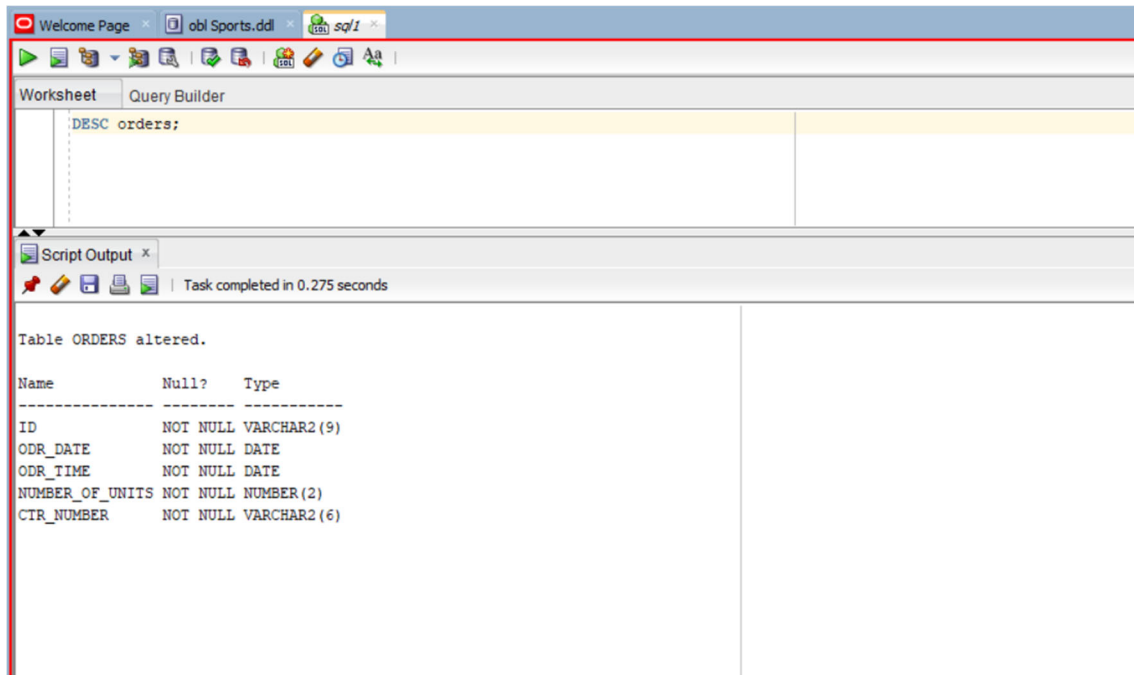 Welcome Page obl Sports.ddl sql1
Worksheet Query Builder
DESC orders;
Script Output
Task completed in 0.275 seconds
Table ORDERS altered.
Name Null? Type
--------------- -------- -----------
ID NOT NULL VARCHAR2(9)
ODR_DATE NOT NULL DATE
ODR_TIME NOT NULL DATE
NUMBER_OF_UNITS NOT NULL NUMBER(2)
CTR_NUMBER NOT NULL VARCHAR2(6)